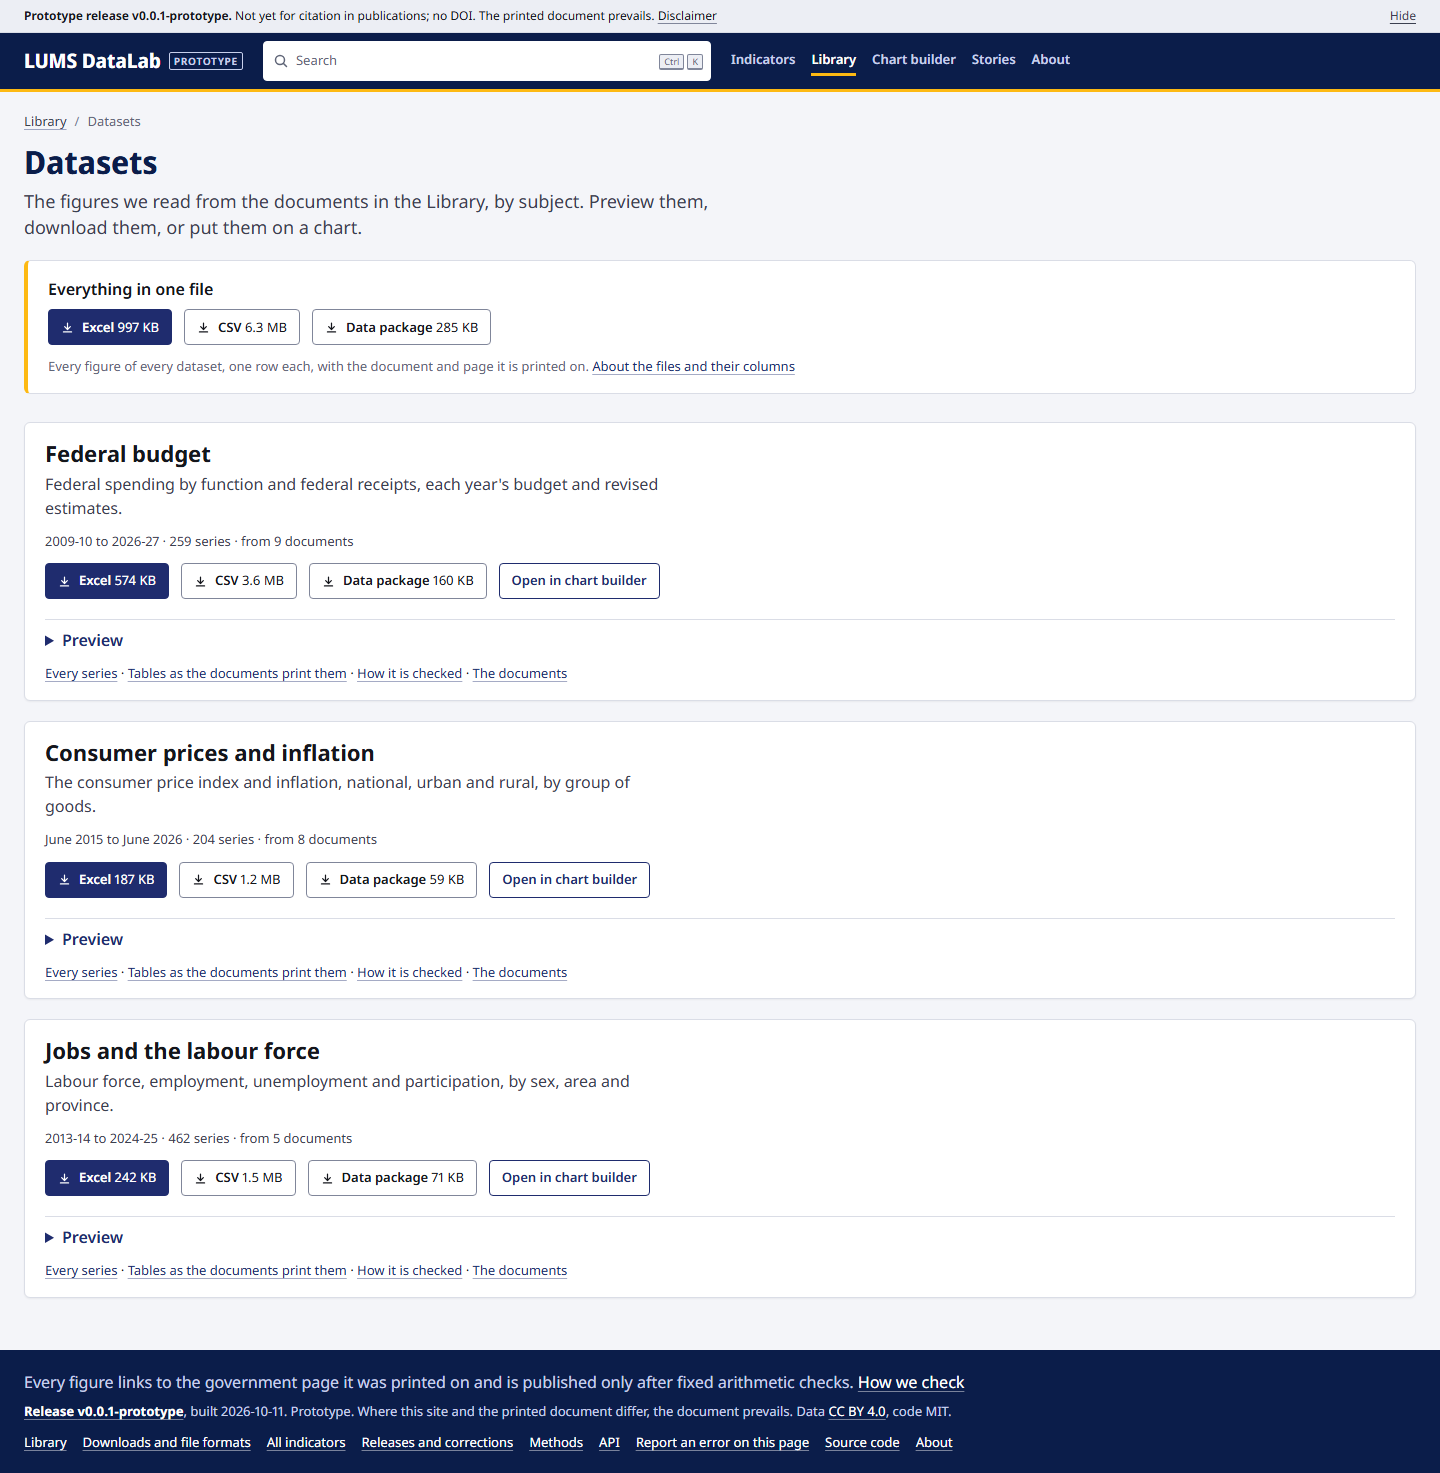 Prototype release v0.0.1-prototype. Not yet for citation in publications; no DOI. The printed document prevails. Disclaimer
Hide
LUMS DataLab PROTOTYPE
Search Ctrl K
Indicators Library Chart builder Stories About
Library / Datasets
Datasets
The figures we read from the documents in the Library, by subject. Preview them,
download them, or put them on a chart.
Everything in one file
Excel 997 KB CSV 6.3 MB Data package 285 KB
Every figure of every dataset, one row each, with the document and page it is printed on. About the files and their columns
Federal budget
Federal spending by function and federal receipts, each year's budget and revised
estimates.
2009-10 to 2026-27 · 259 series · from 9 documents
Excel 574 KB CSV 3.6 MB Data package 160 KB Open in chart builder
Preview
Every series · Tables as the documents print them · How it is checked · The documents
Consumer prices and inflation
The consumer price index and inflation, national, urban and rural, by group of
goods.
June 2015 to June 2026 · 204 series · from 8 documents
Excel 187 KB CSV 1.2 MB Data package 59 KB Open in chart builder
Preview
Every series · Tables as the documents print them · How it is checked · The documents
Jobs and the labour force
Labour force, employment, unemployment and participation, by sex, area and
province.
2013-14 to 2024-25 · 462 series · from 5 documents
Excel 242 KB CSV 1.5 MB Data package 71 KB Open in chart builder
Preview
Every series · Tables as the documents print them · How it is checked · The documents
Every figure links to the government page it was printed on and is published only after fixed arithmetic checks. How we check
Release v0.0.1-prototype, built 2026-10-11. Prototype. Where this site and the printed document differ, the document prevails. Data CC BY 4.0, code MIT.
Library Downloads and file formats All indicators Releases and corrections Methods API Report an error on this page Source code About